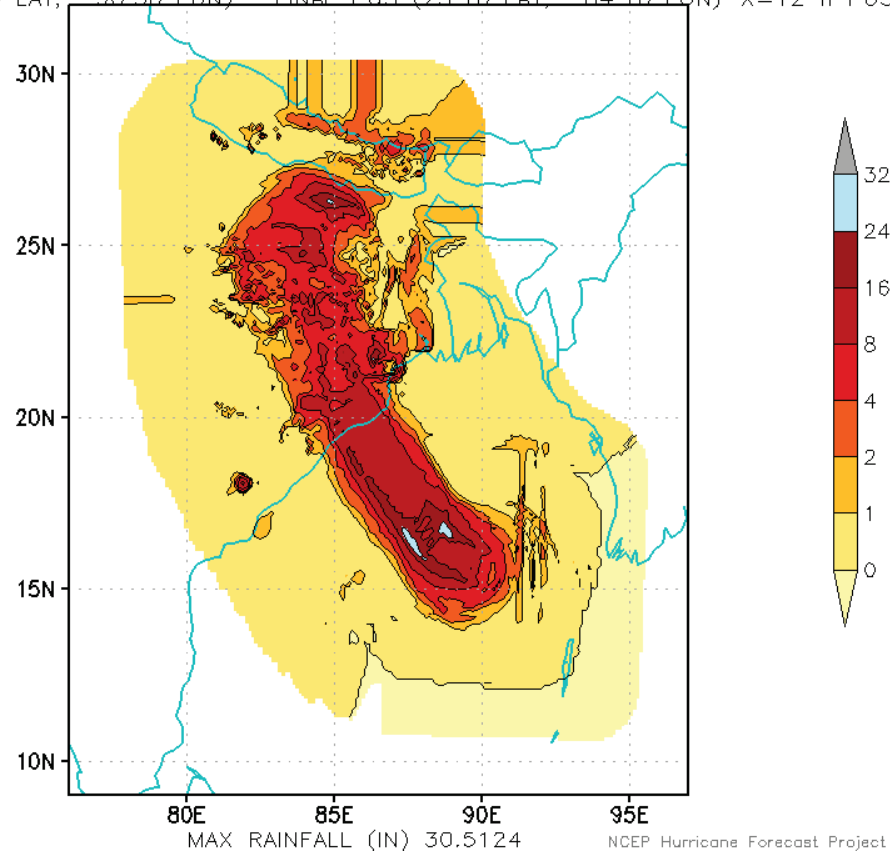 30N
25N
20N
15N
10N
80E 85E 90E 95E
32
24
16
8
4
2
1
0
MAX RAINFALL (IN) 30.5124
NCEP Hurricane Forecast Project